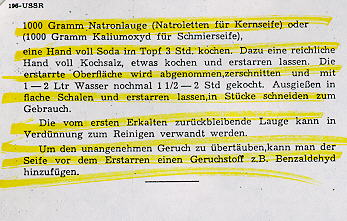 196-USSR
1000 Gramm Natronlauge (Natroletten für Kernseife) oder
(1000 Gramm Kaliumoxyd für Schmierseife),
eine Hand voll Soda im Topf 3 Std. kochen. Dazu eine reichliche
Hand voll Kochsalz, etwas kochen und erstarren lassen. Die
erstarrte Oberfläche wird abgenommen,zerschnitten und mit
1—2 Ltr Wasser nochmal 1 1/2—2 Std gekocht. Ausgießen in
flache Schalen und erstarren lassen,in Stücke schneiden zum
Gebrauch.
Die vom ersten Erkalten zurückbleibende Lauge kann in
Verdünnung zum Reinigen verwandt werden.
Um den unangenehmen Geruch zu übertäuben,kann man der
Seife vor dem Erstarren einen Geruchstoff z.B. Benzaldehyd
hinzufügen.